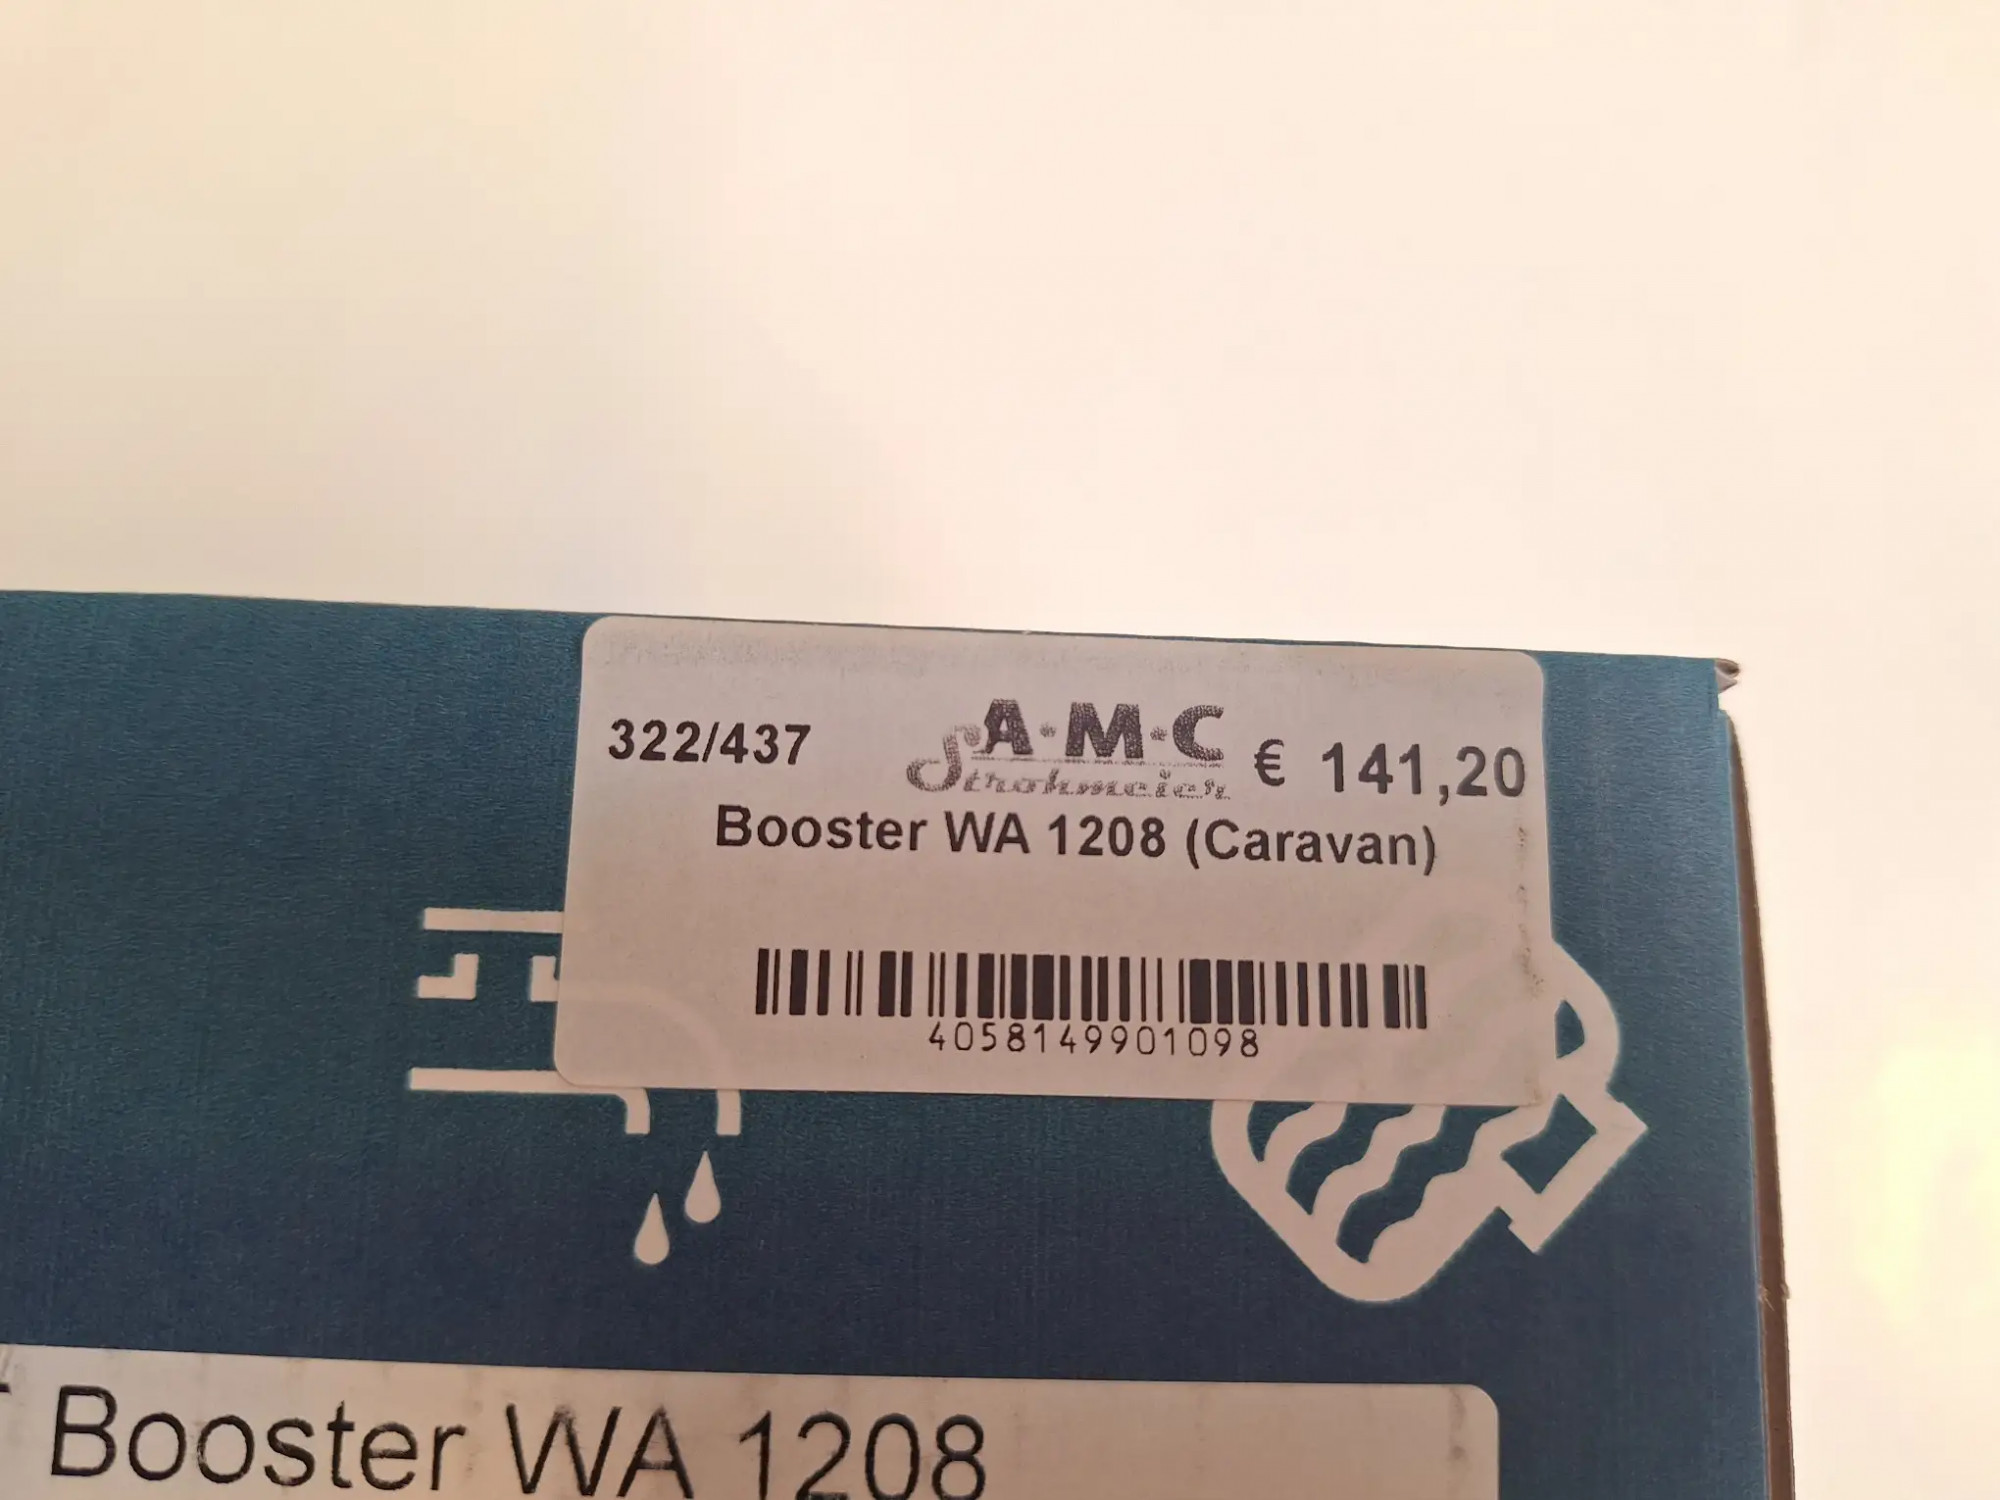 322/437 A·M·C € 141,20
Strohmeier
Booster WA 1208 (Caravan)
4058149901098
Booster WA 1208